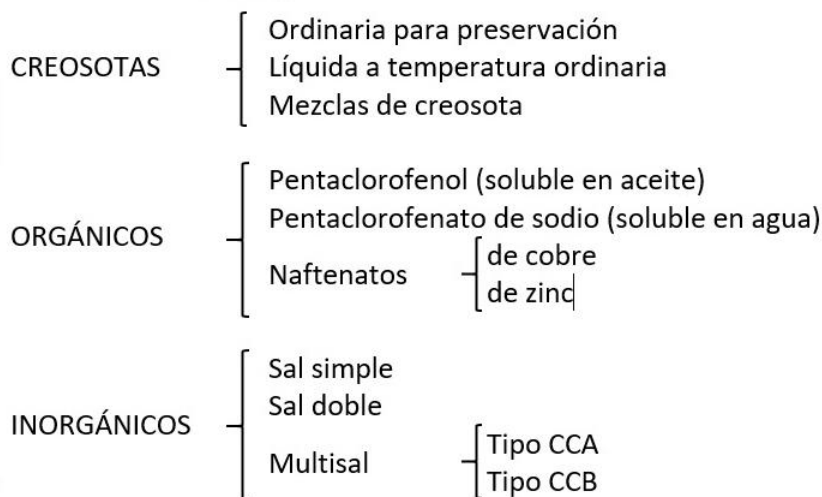 CREOSOTAS
Ordinaria para preservación
Líquida a temperatura ordinaria
Mezclas de creosota
ORGÁNICOS
Pentaclorofenol (soluble en aceite)
Pentaclorofenato de sodio (soluble en agua)
Naftenatos
de cobre
de zinc
INORGÁNICOS
Sal simple
Sal doble
Multisal
Tipo CCA
Tipo CCB